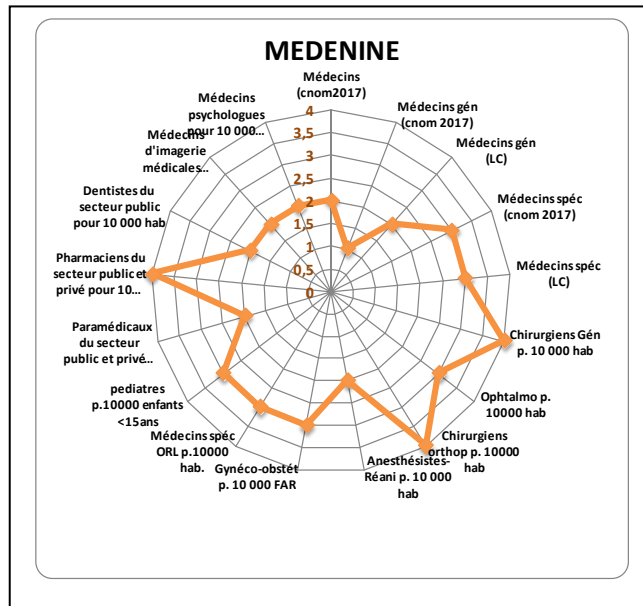 MEDENINE
Médecins
(cnom2017)
Médecins gén
(cnom 2017)
Médecins gén
(LC)
Médecins spéc
(cnom 2017)
Médecins spéc
(LC)
Chirurgiens Gén
p. 10 000 hab
Ophtalmo p.
10000 hab
Chirurgiens
orthop p. 10000
hab
Anesthésistes-
Réani p. 10 000
hab
Gynéco-obstét
p. 10 000 FAR
Médecins spéc
ORL p.10000
hab.
pediatres
p.10000 enfants
<15ans
Paramédicaux du
secteur public et privé...
Pharmaciens du
secteur public et
privé pour 10...
Dentistes du
secteur public
pour 10 000 hab
Médecins
d'imagerie
médicales...
Médecins
psychologues
pour 10 000...
4
3,5
3
2,5
2
1,5
1
0,5
0